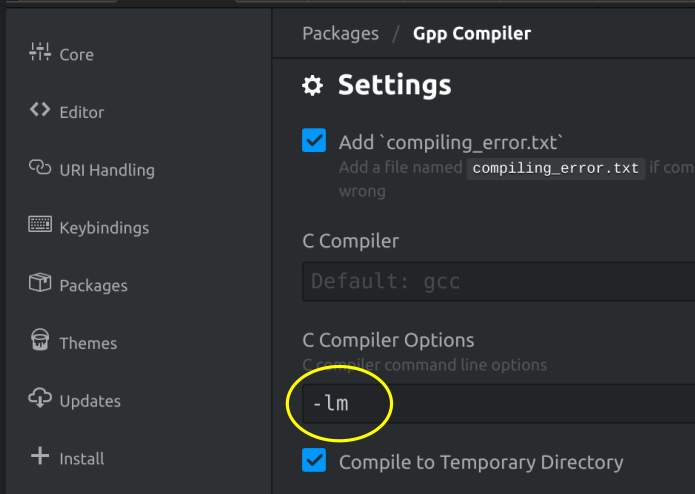 Core
Editor
URI Handling
Keybindings
Packages
Themes
Updates
Install
Packages / Gpp Compiler
Settings
Add `compiling_error.txt`
Add a file named compiling_error.txt if com
wrong
C Compiler
Default: gcc
C Compiler Options
C compiler command line options
-lm
Compile to Temporary Directory